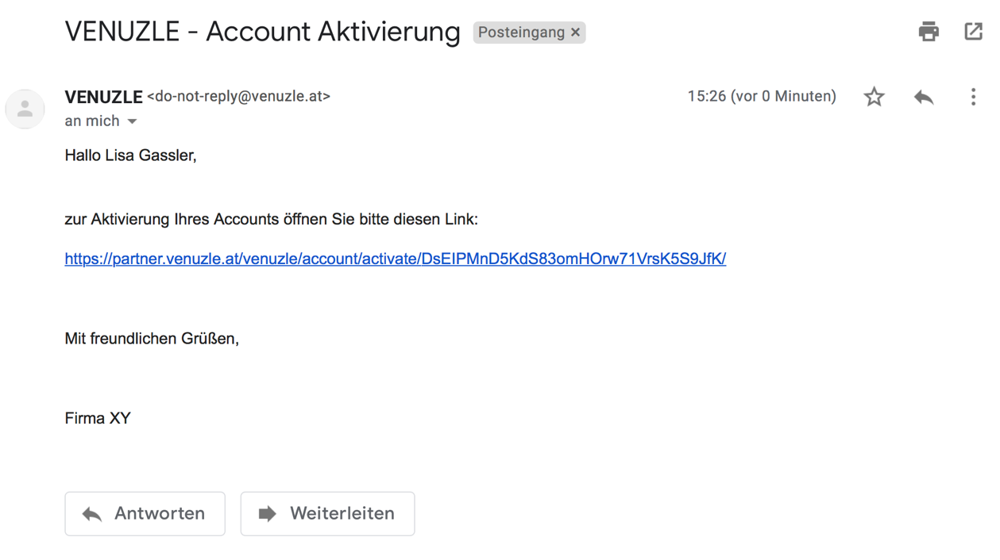 VENUZLE - Account Aktivierung Posteingang ×
VENUZLE <do-not-reply@venuzle.at> 15:26 (vor 0 Minuten)
an mich
Hallo Lisa Gassler,
zur Aktivierung Ihres Accounts öffnen Sie bitte diesen Link:
https://partner.venuzle.at/venuzle/account/activate/DsEIPMnD5KdS83omHOrw71VrsK5S9JfK/
Mit freundlichen Grüßen,
Firma XY
Antworten Weiterleiten